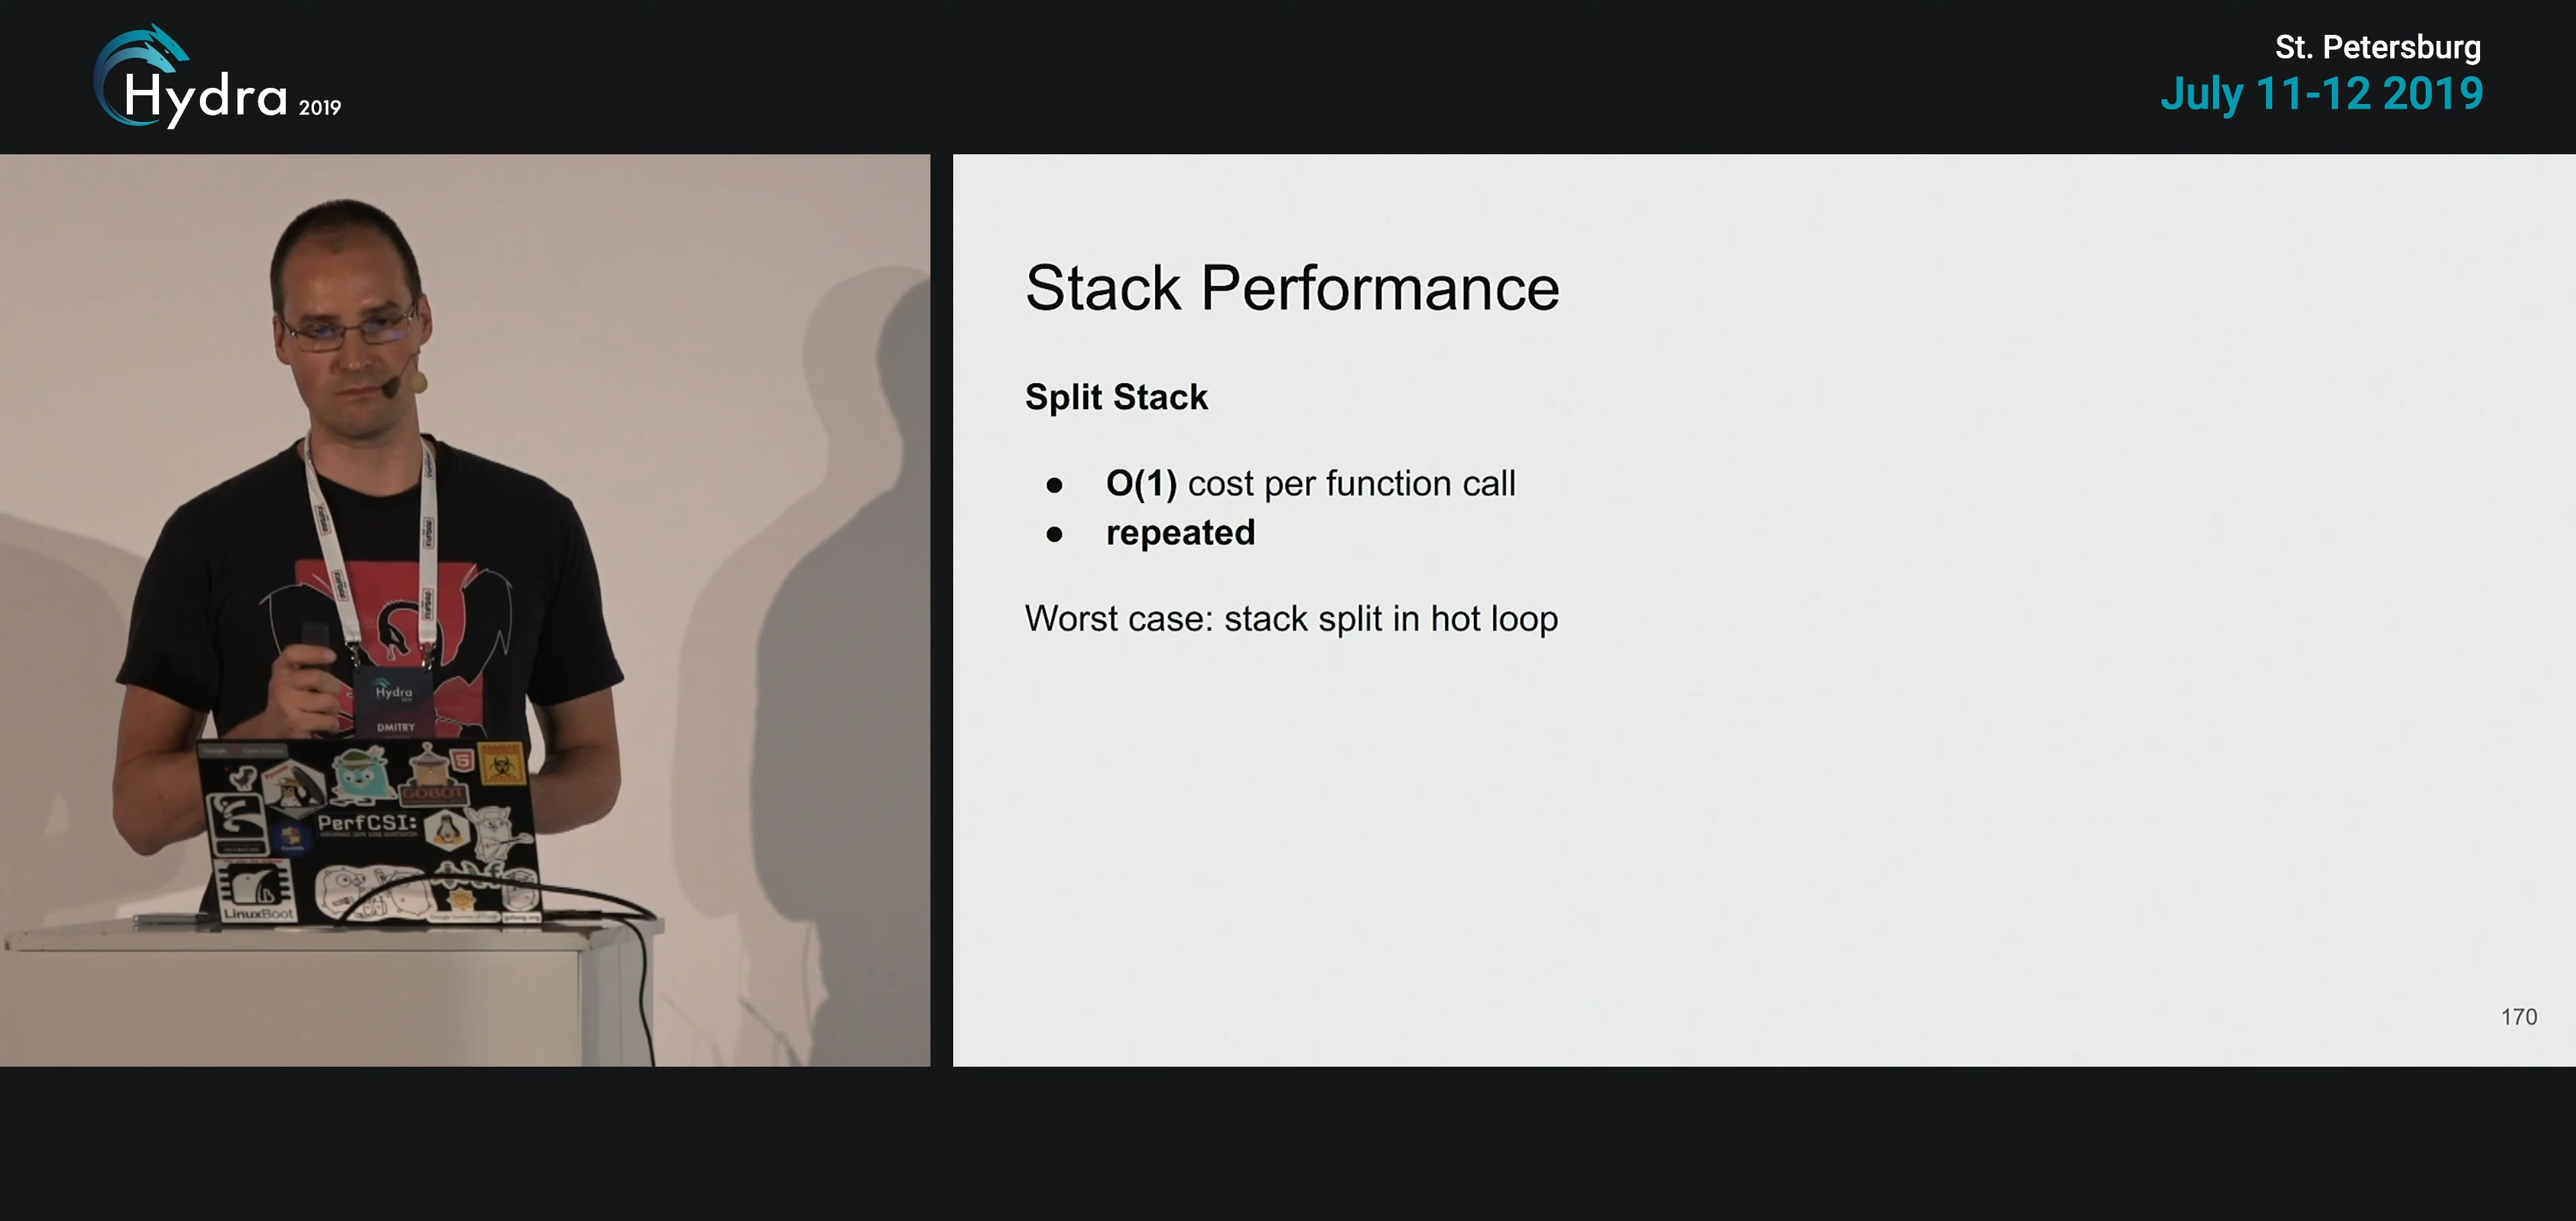 Hydra 2019
St. Petersburg
July 11-12 2019
Stack Performance
Split Stack
● O(1) cost per function call
● repeated
Worst case: stack split in hot loop
170
Hydra
DMITRY
GOBOT
PerfCSI:
LinuxBoot